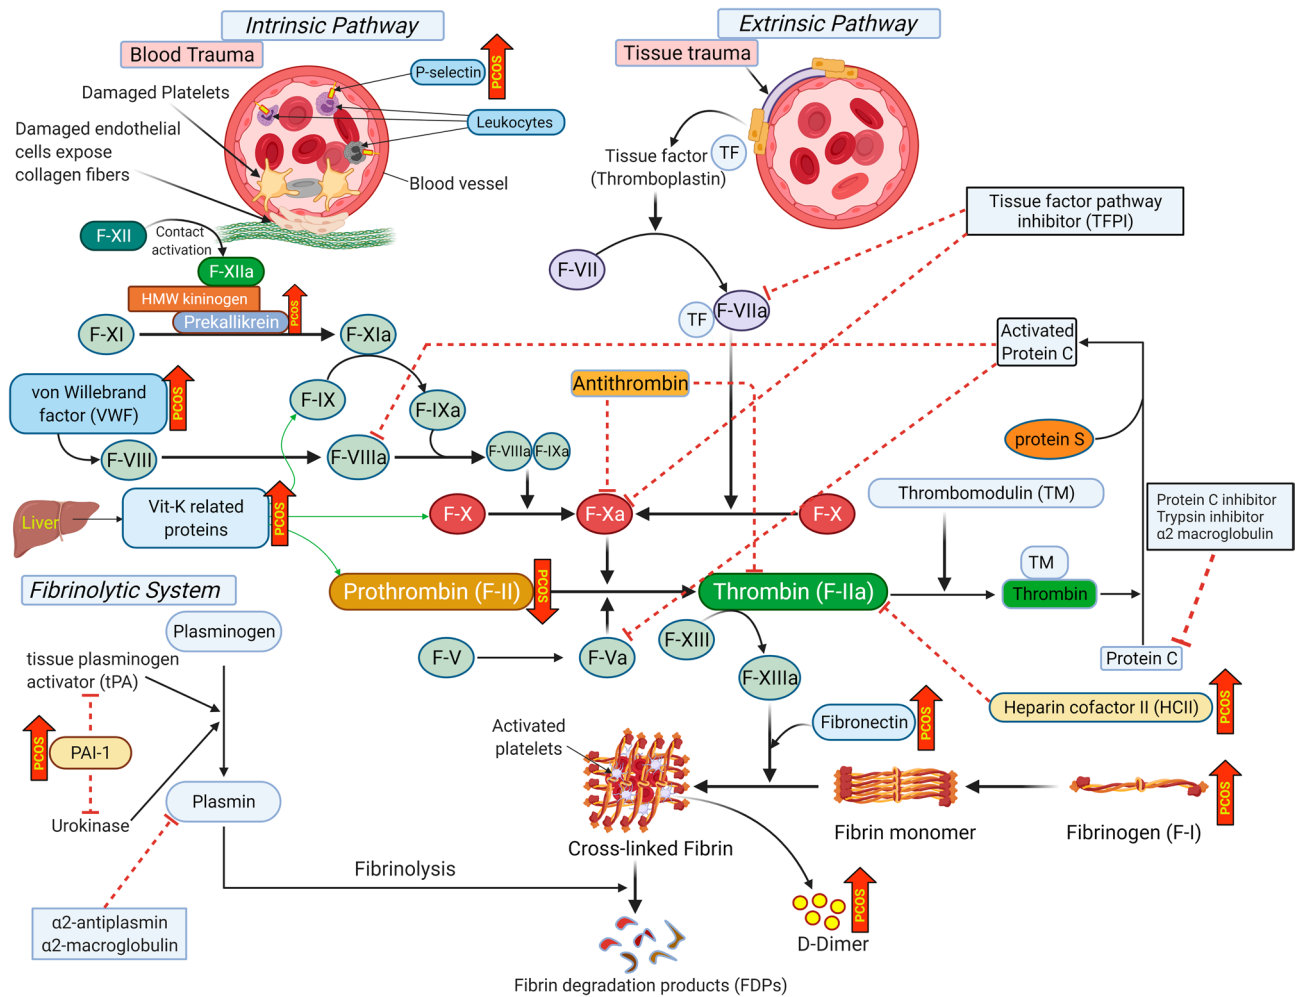 Intrinsic Pathway
Extrinsic Pathway
Blood Trauma
P-selectin
PCOS
Tissue trauma
Damaged Platelets
Leukocytes
Damaged endothelial
cells expose
collagen fibers
Blood vessel
Tissue factor
(Thromboplastin)
TF
Tissue factor pathway
inhibitor (TFPI)
F-XII
Contact
activation
F-XIIa
HMW kininogen
Prekallikrein
PCOS
F-VII
TF
F-VIIa
F-XI
F-XIa
Activated
Protein C
von Willebrand
factor (VWF)
PCOS
F-IX
F-IXa
Antithrombin
protein S
F-VIII
F-VIIIa
F-VIIIa
F-IXa
Liver
Vit-K related
proteins
PCOS
F-X
F-Xa
F-X
Thrombomodulin (TM)
Protein C inhibitor
Trypsin inhibitor
α2 macroglobulin
Fibrinolytic System
Prothrombin (F-II)
PCOS
Thrombin (F-IIa)
TM
Thrombin
Plasminogen
F-V
F-Va
F-XIII
F-XIIIa
Protein C
tissue plasminogen
activator (tPA)
Heparin cofactor II (HCII)
PCOS
PCOS
PAI-1
Activated
platelets
Fibronectin
PCOS
Plasmin
Urokinase
Cross-linked Fibrin
Fibrin monomer
Fibrinogen (F-I)
PCOS
Fibrinolysis
α2-antiplasmin
α2-macroglobulin
D-Dimer
PCOS
Fibrin degradation products (FDPs)